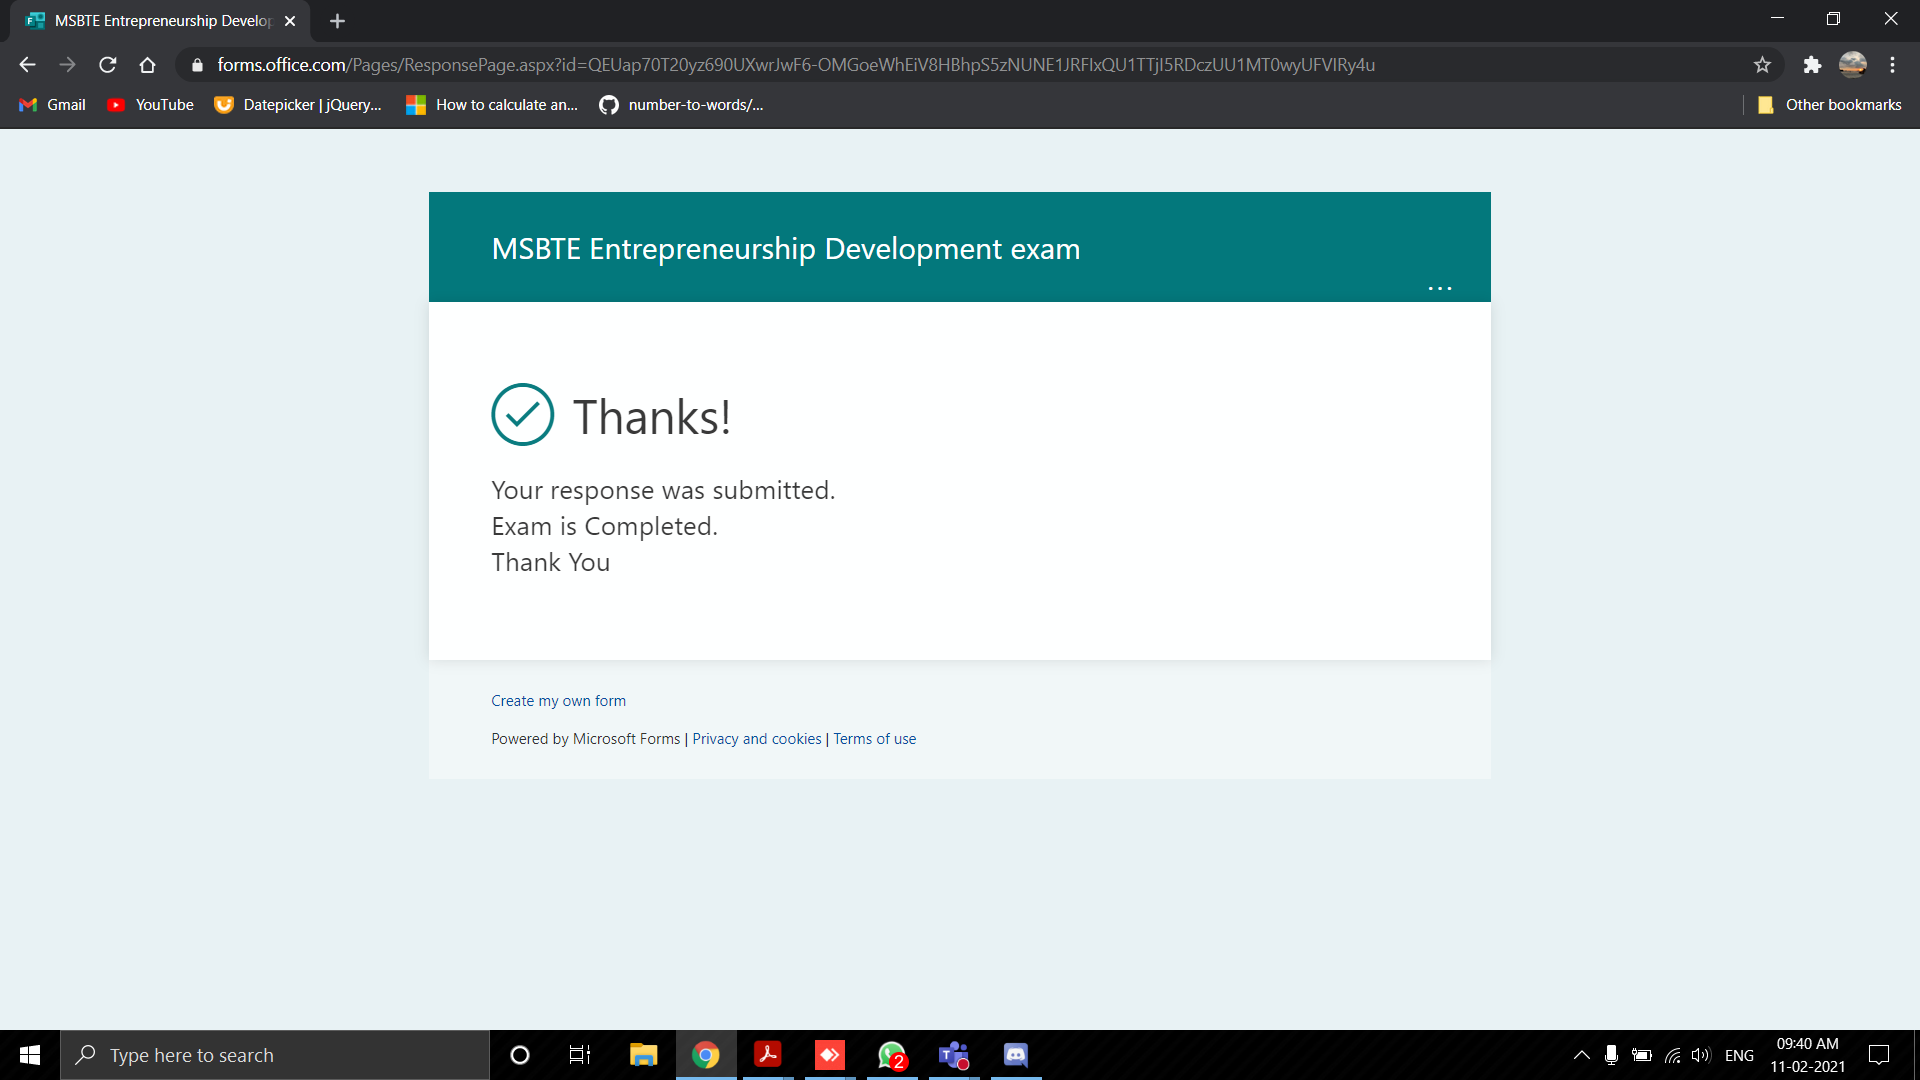 MSBTE Entrepreneurship Develop
forms.office.com/Pages/ResponsePage.aspx?id=QEUap70T20yz690UXwrJwF6-OMGoeWhEiV8HBhpS5zNUNE1JRFIxQU1TTjI5RDczUU1MT0wyUFVIRy4u
Gmail YouTube Datepicker | jQuery... How to calculate an... number-to-words/... Other bookmarks
MSBTE Entrepreneurship Development exam
...
Thanks!
Your response was submitted.
Exam is Completed.
Thank You
Create my own form
Powered by Microsoft Forms | Privacy and cookies | Terms of use
Type here to search
2
ENG
09:40 AM
11-02-2021